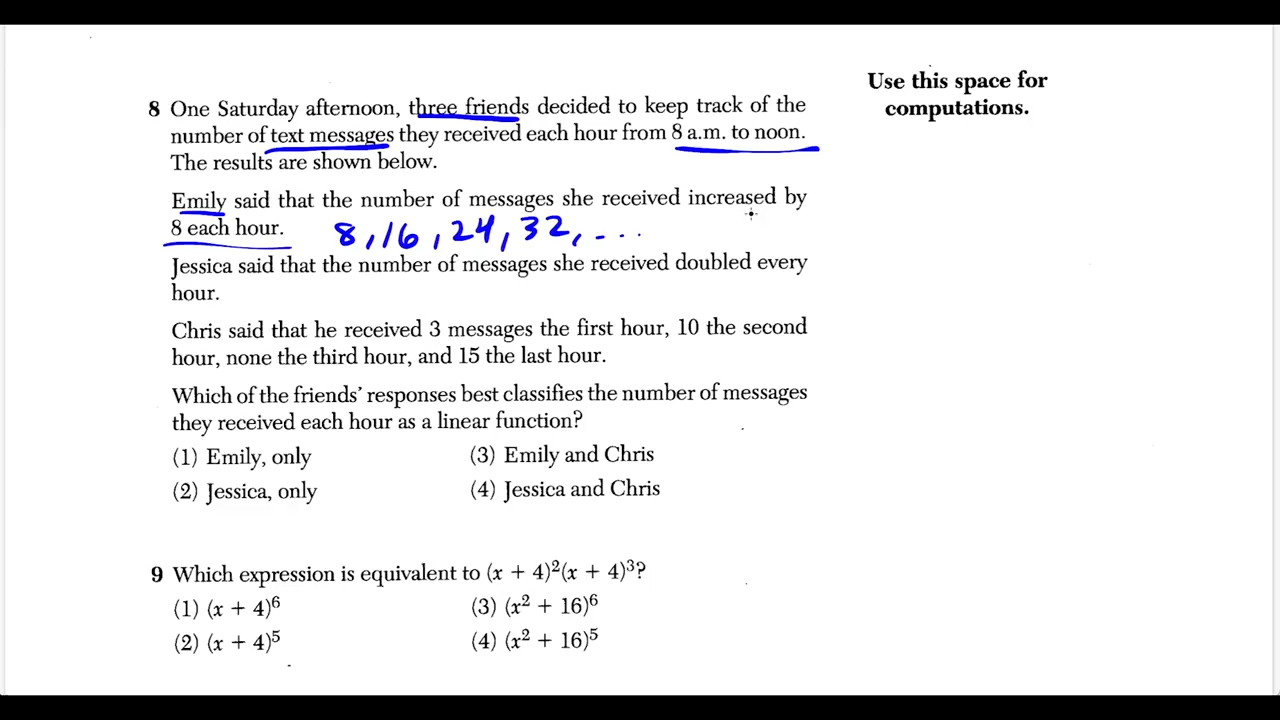 Use this space for
computations.
8 One Saturday afternoon, three friends decided to keep track of the
number of text messages they received each hour from 8 a.m. to noon.
The results are shown below.
Emily said that the number of messages she received increased by
8 each hour. 8, 16, 24, 32, ...
Jessica said that the number of messages she received doubled every
hour.
Chris said that he received 3 messages the first hour, 10 the second
hour, none the third hour, and 15 the last hour.
Which of the friends' responses best classifies the number of messages
they received each hour as a linear function?
(1) Emily, only (3) Emily and Chris
(2) Jessica, only (4) Jessica and Chris
9 Which expression is equivalent to (x + 4)²(x + 4)³?
(1) (x + 4)⁶ (3) (x² + 16)⁶
(2) (x + 4)⁵ (4) (x² + 16)⁵